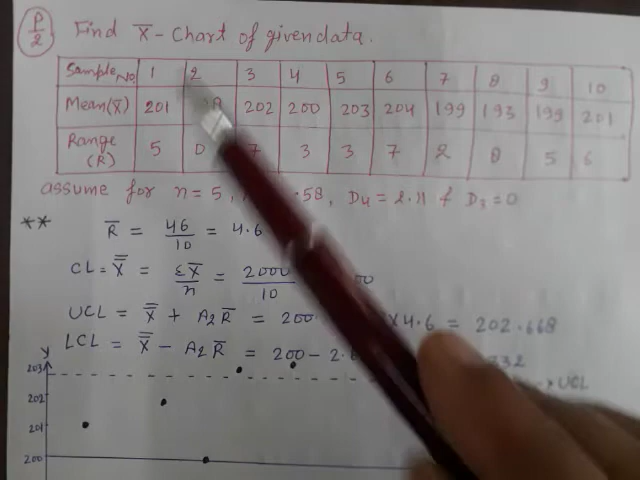 P/2 Find X̄ - Chart of given data.
Sample No 1 2 3 4 5 6 7 8 9 10
Mean(X̄) 201 202 200 203 204 199 193 199 201
Range (R) 5 0 7 3 3 7 2 8 5 6
assume for n = 5, .58, D4 = 2.11 & D3 = 0
** R̄ = 46/10 = 4.6
CL = X̿ = ΣX̄/n = 2000/10
UCL = X̿ + A2R̄ = 200 × 4.6 = 202.668
LCL = X̿ - A2R̄ = 200 - 2.6 332
y
203 UCL
202
201
200